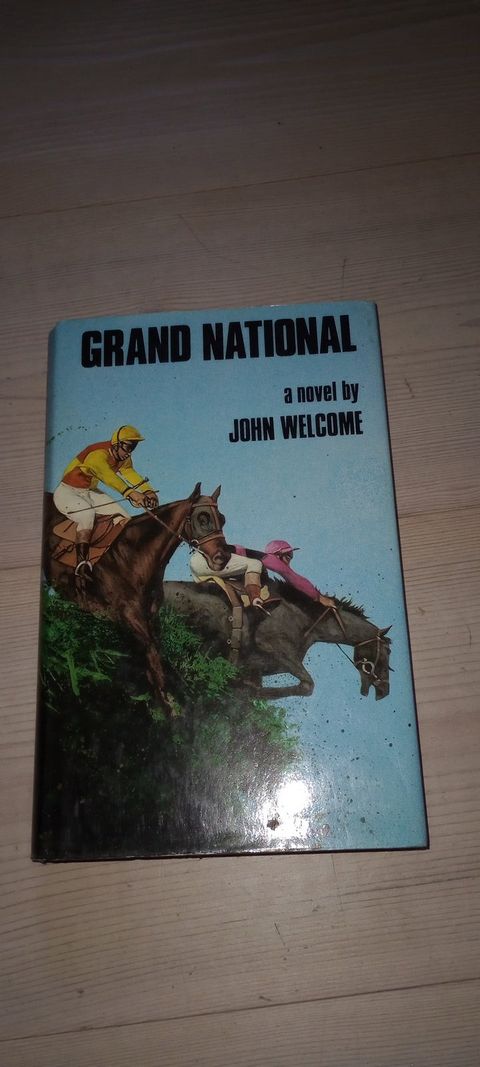 GRAND NATIONAL
a novel by
JOHN WELCOME